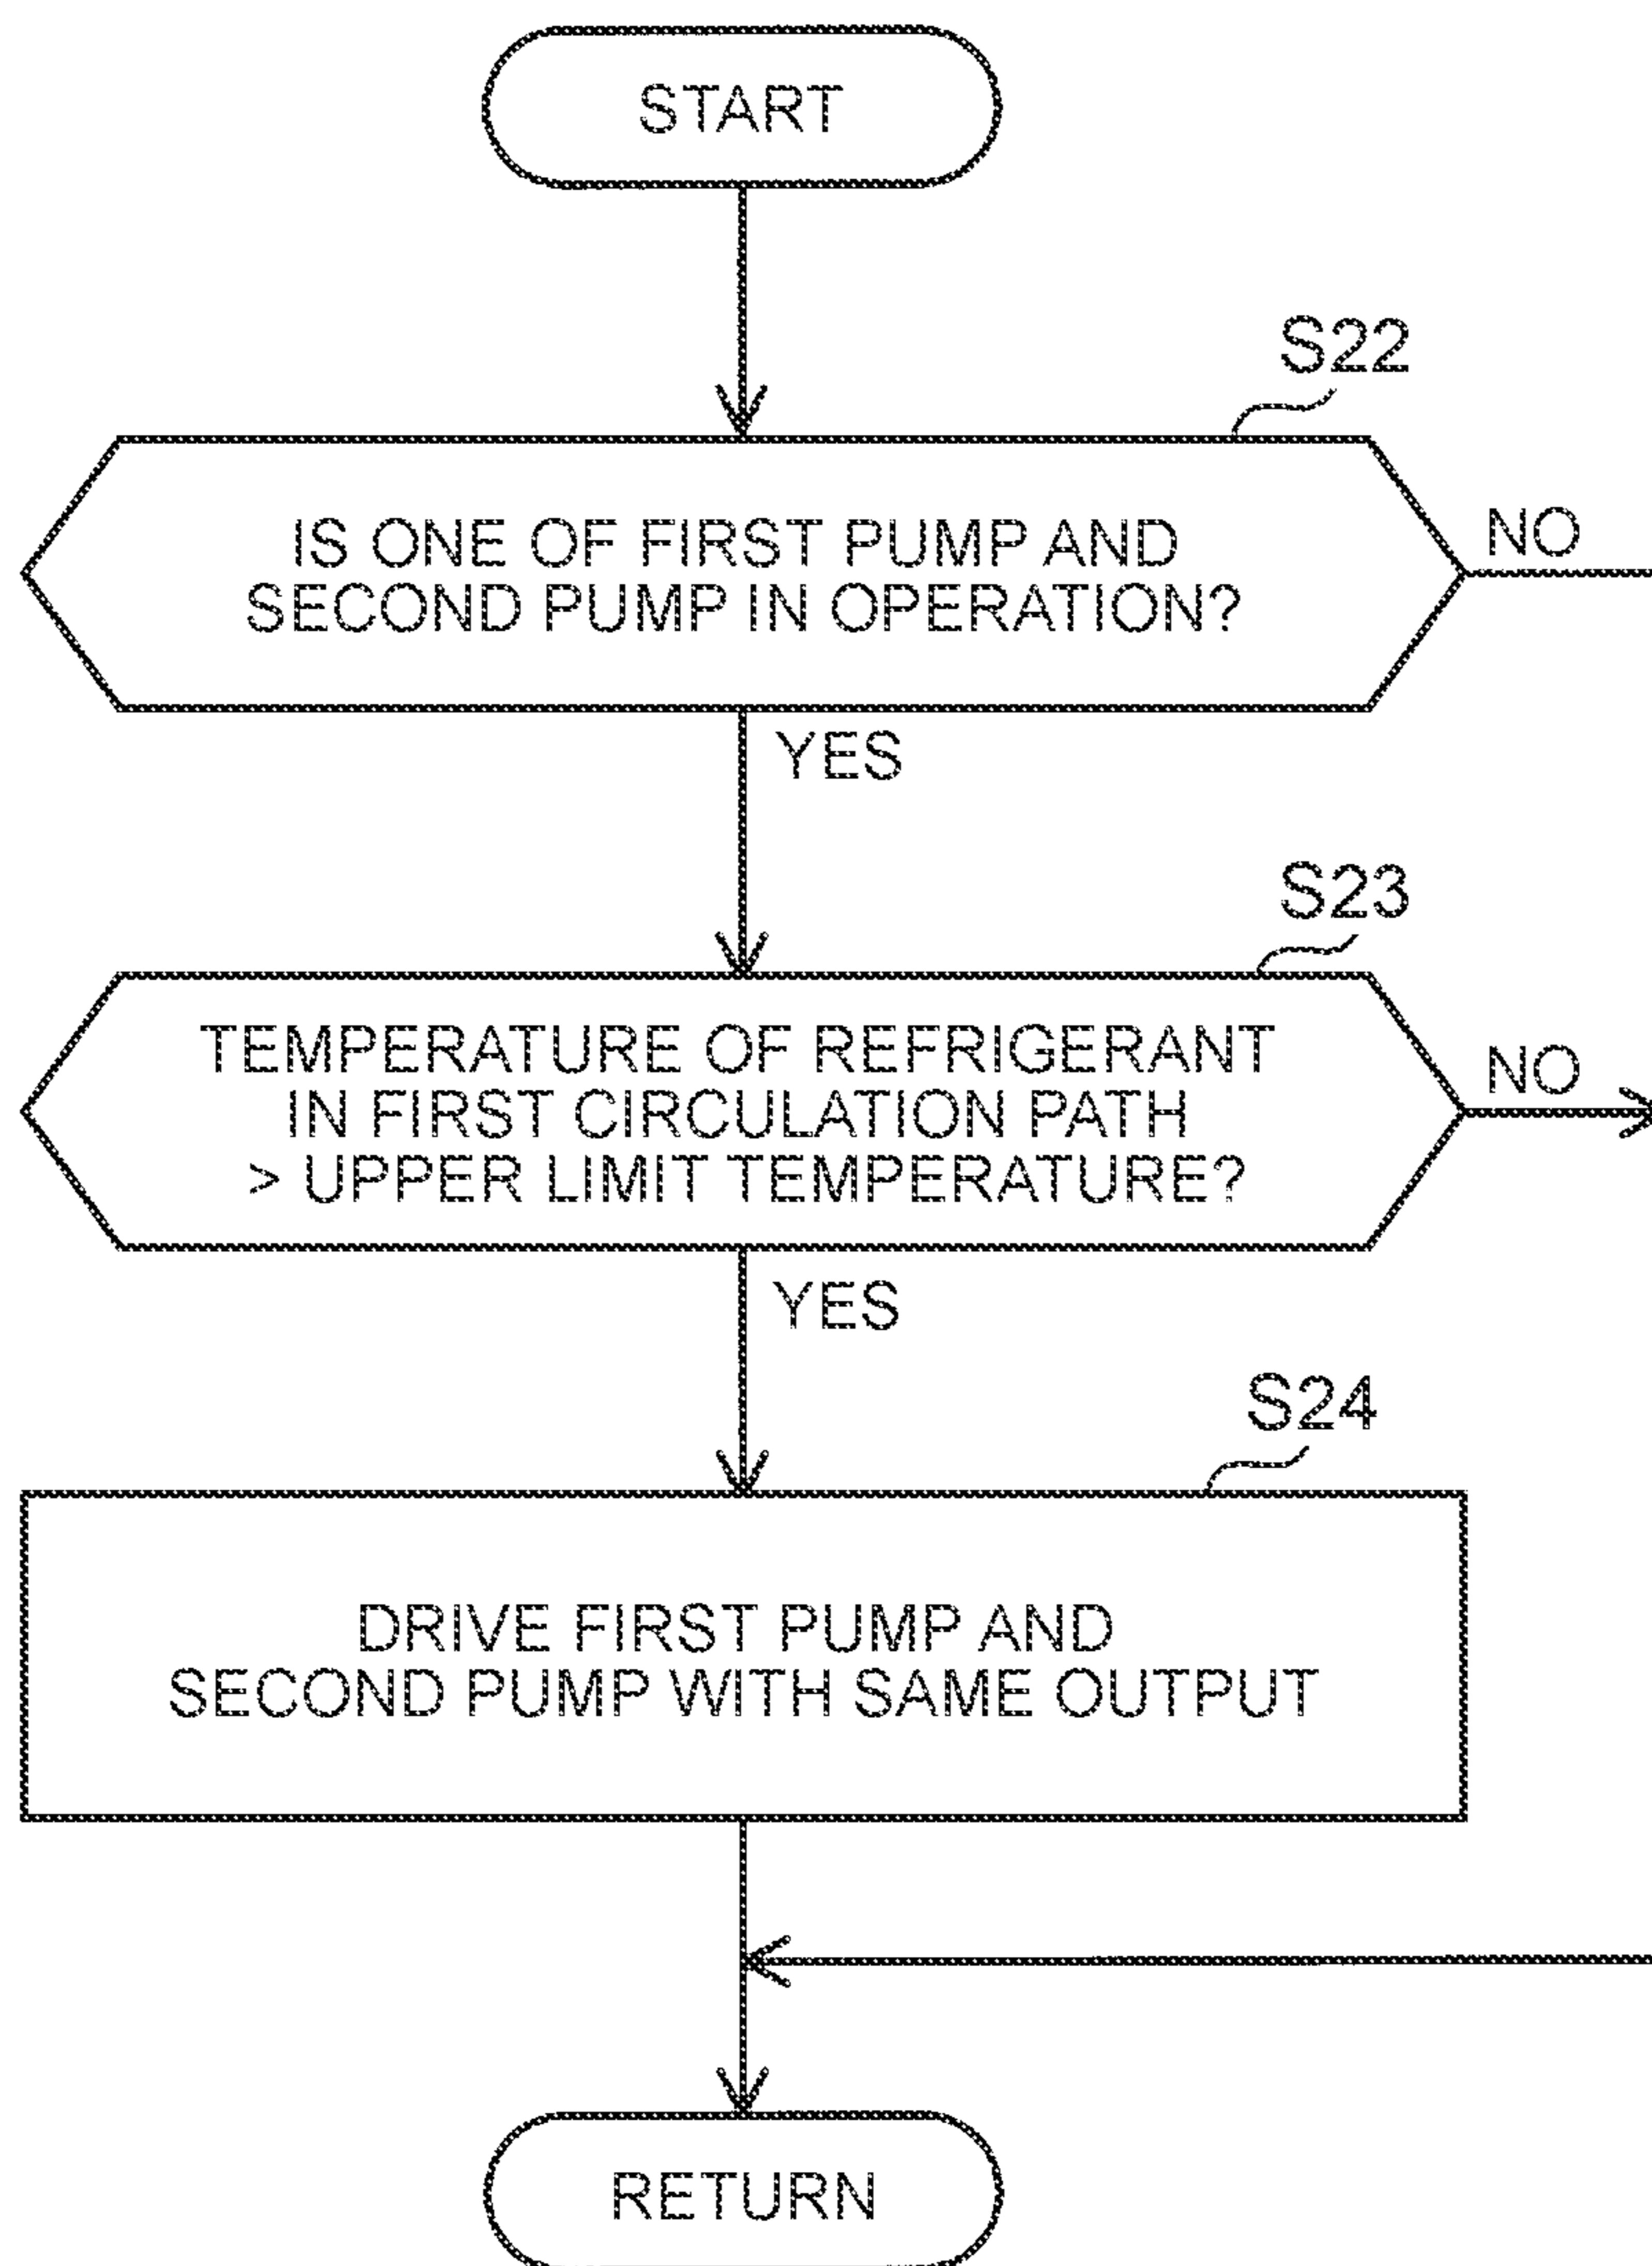 START
S22
IS ONE OF FIRST PUMP AND
SECOND PUMP IN OPERATION?
NO
YES
S23
TEMPERATURE OF REFRIGERANT
IN FIRST CIRCULATION PATH
> UPPER LIMIT TEMPERATURE?
NO
YES
S24
DRIVE FIRST PUMP AND
SECOND PUMP WITH SAME OUTPUT
RETURN